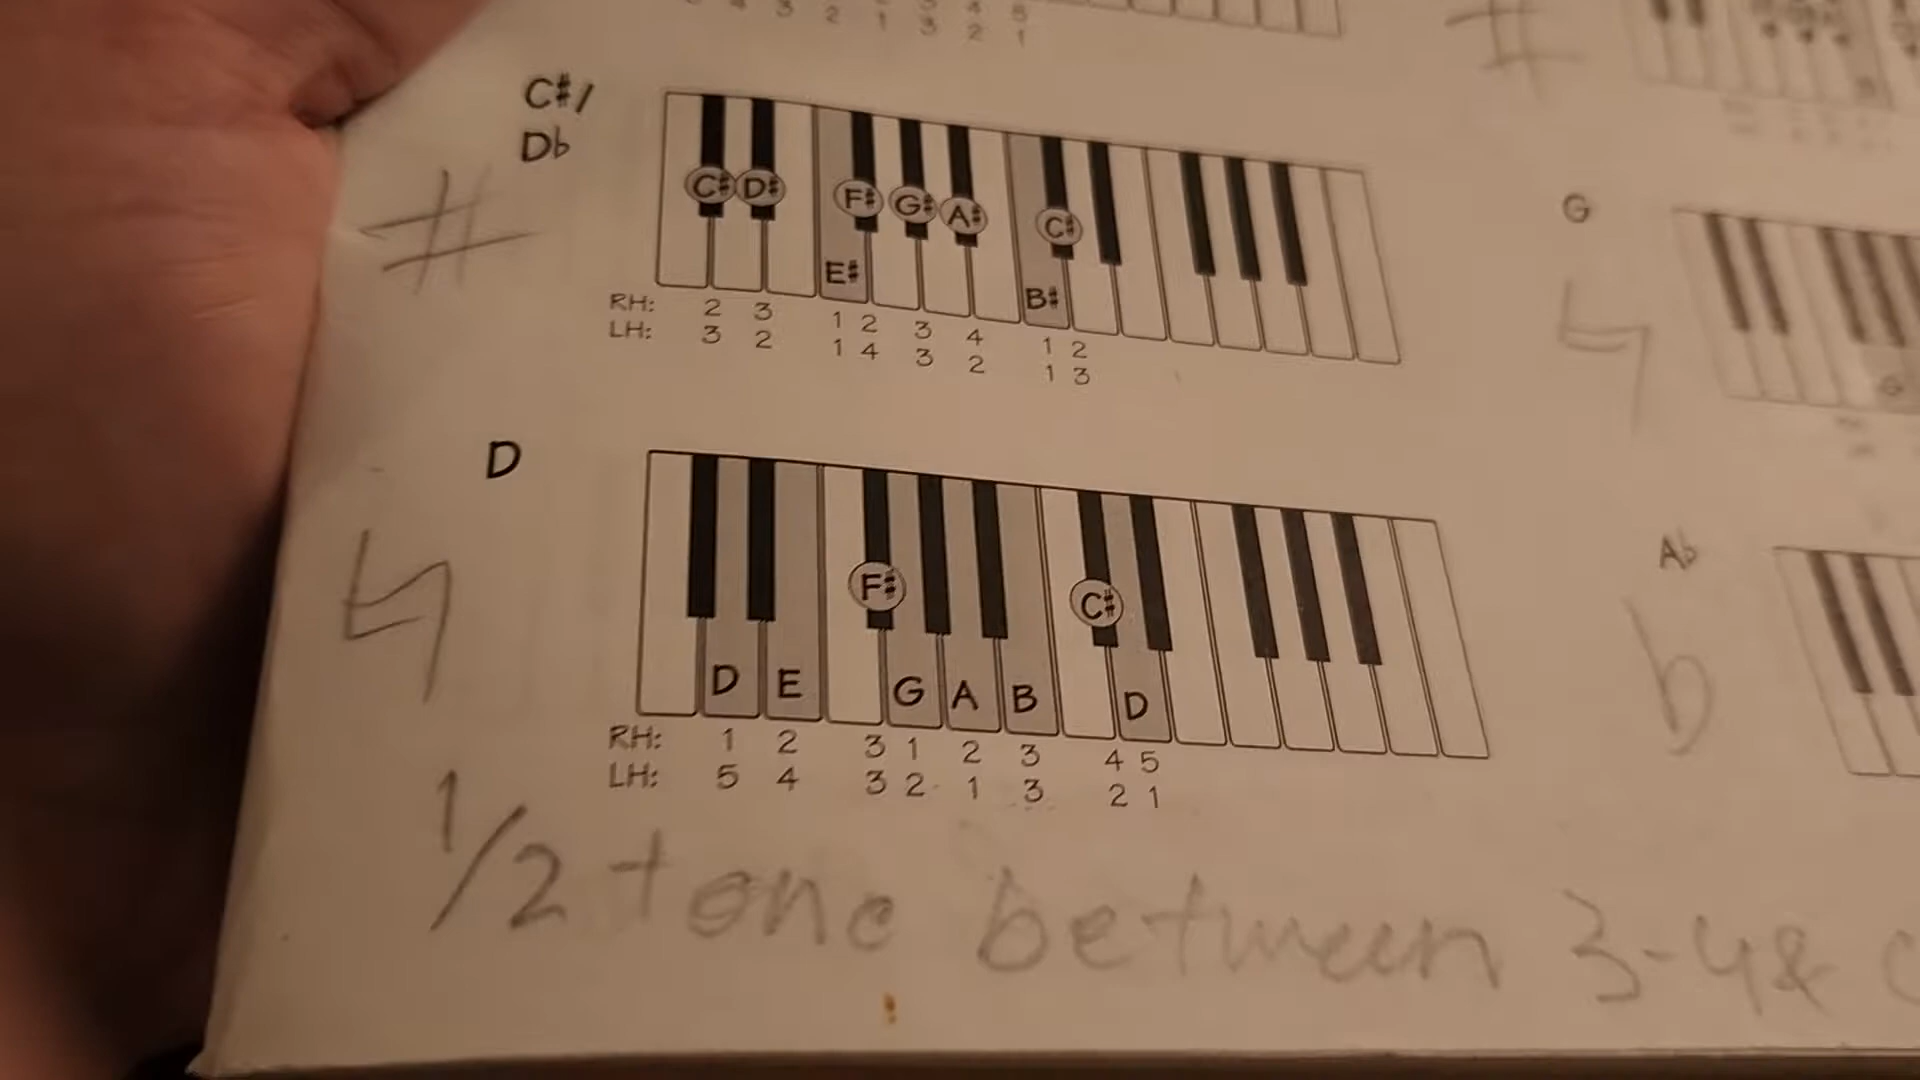 C#/
Db
#
C# D# F# G# A# C#
E# B#
RH: 2 3 1 2 3 4 1 2
LH: 3 2 1 4 3 2 1 3
D
♮
F# C#
D E G A B D
RH: 1 2 3 1 2 3 4 5
LH: 5 4 3 2 1 3 2 1
1/2 tone between 3-4 &
#
G
♮
Ab
b